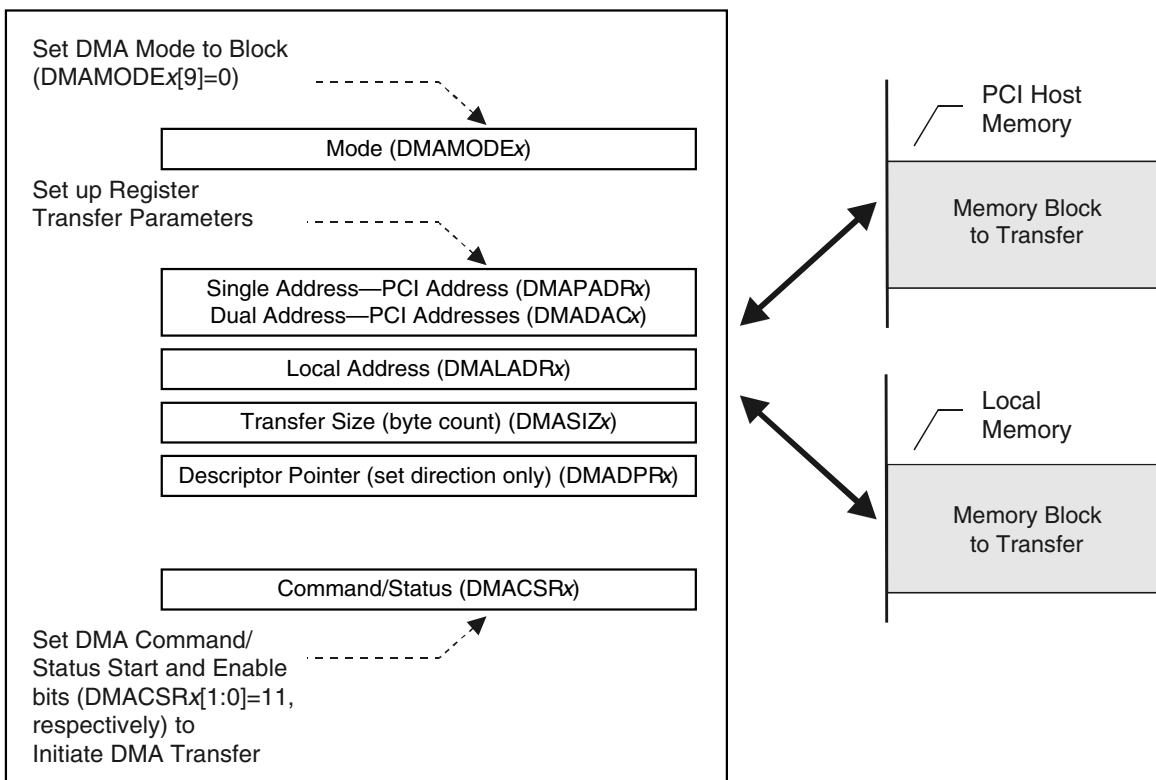 Set DMA Mode to Block
(DMAMODEx[9]=0)
Mode (DMAMODEx)
Set up Register
Transfer Parameters
Single Address—PCI Address (DMAPADRx)
Dual Address—PCI Addresses (DMADACx)
Local Address (DMALADRx)
Transfer Size (byte count) (DMASIZx)
Descriptor Pointer (set direction only) (DMADPRx)
Command/Status (DMACSRx)
Set DMA Command/
Status Start and Enable
bits (DMACSRx[1:0]=11,
respectively) to
Initiate DMA Transfer
PCI Host
Memory
Memory Block
to Transfer
Local
Memory
Memory Block
to Transfer